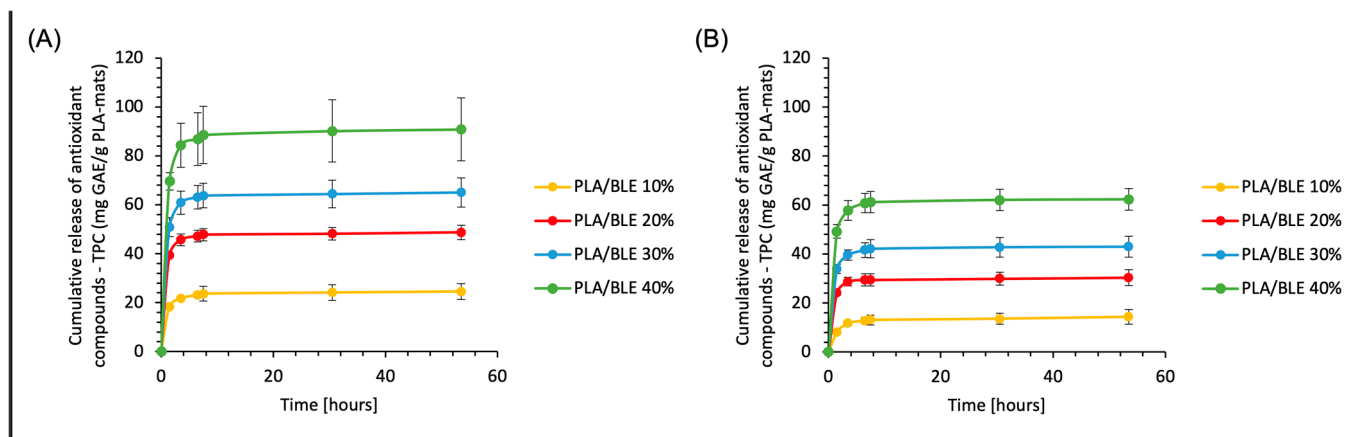 (A)
Cumulative release of antioxidant
compounds - TPC (mg GAE/g PLA-mats)
120
100
80
60
40
20
0
0 20 40 60
Time [hours]
PLA/BLE 10%
PLA/BLE 20%
PLA/BLE 30%
PLA/BLE 40%
(B)
Cumulative release of antioxidant
compounds - TPC (mg GAE/g PLA-mats)
120
100
80
60
40
20
0
0 20 40 60
Time [hours]
PLA/BLE 10%
PLA/BLE 20%
PLA/BLE 30%
PLA/BLE 40%